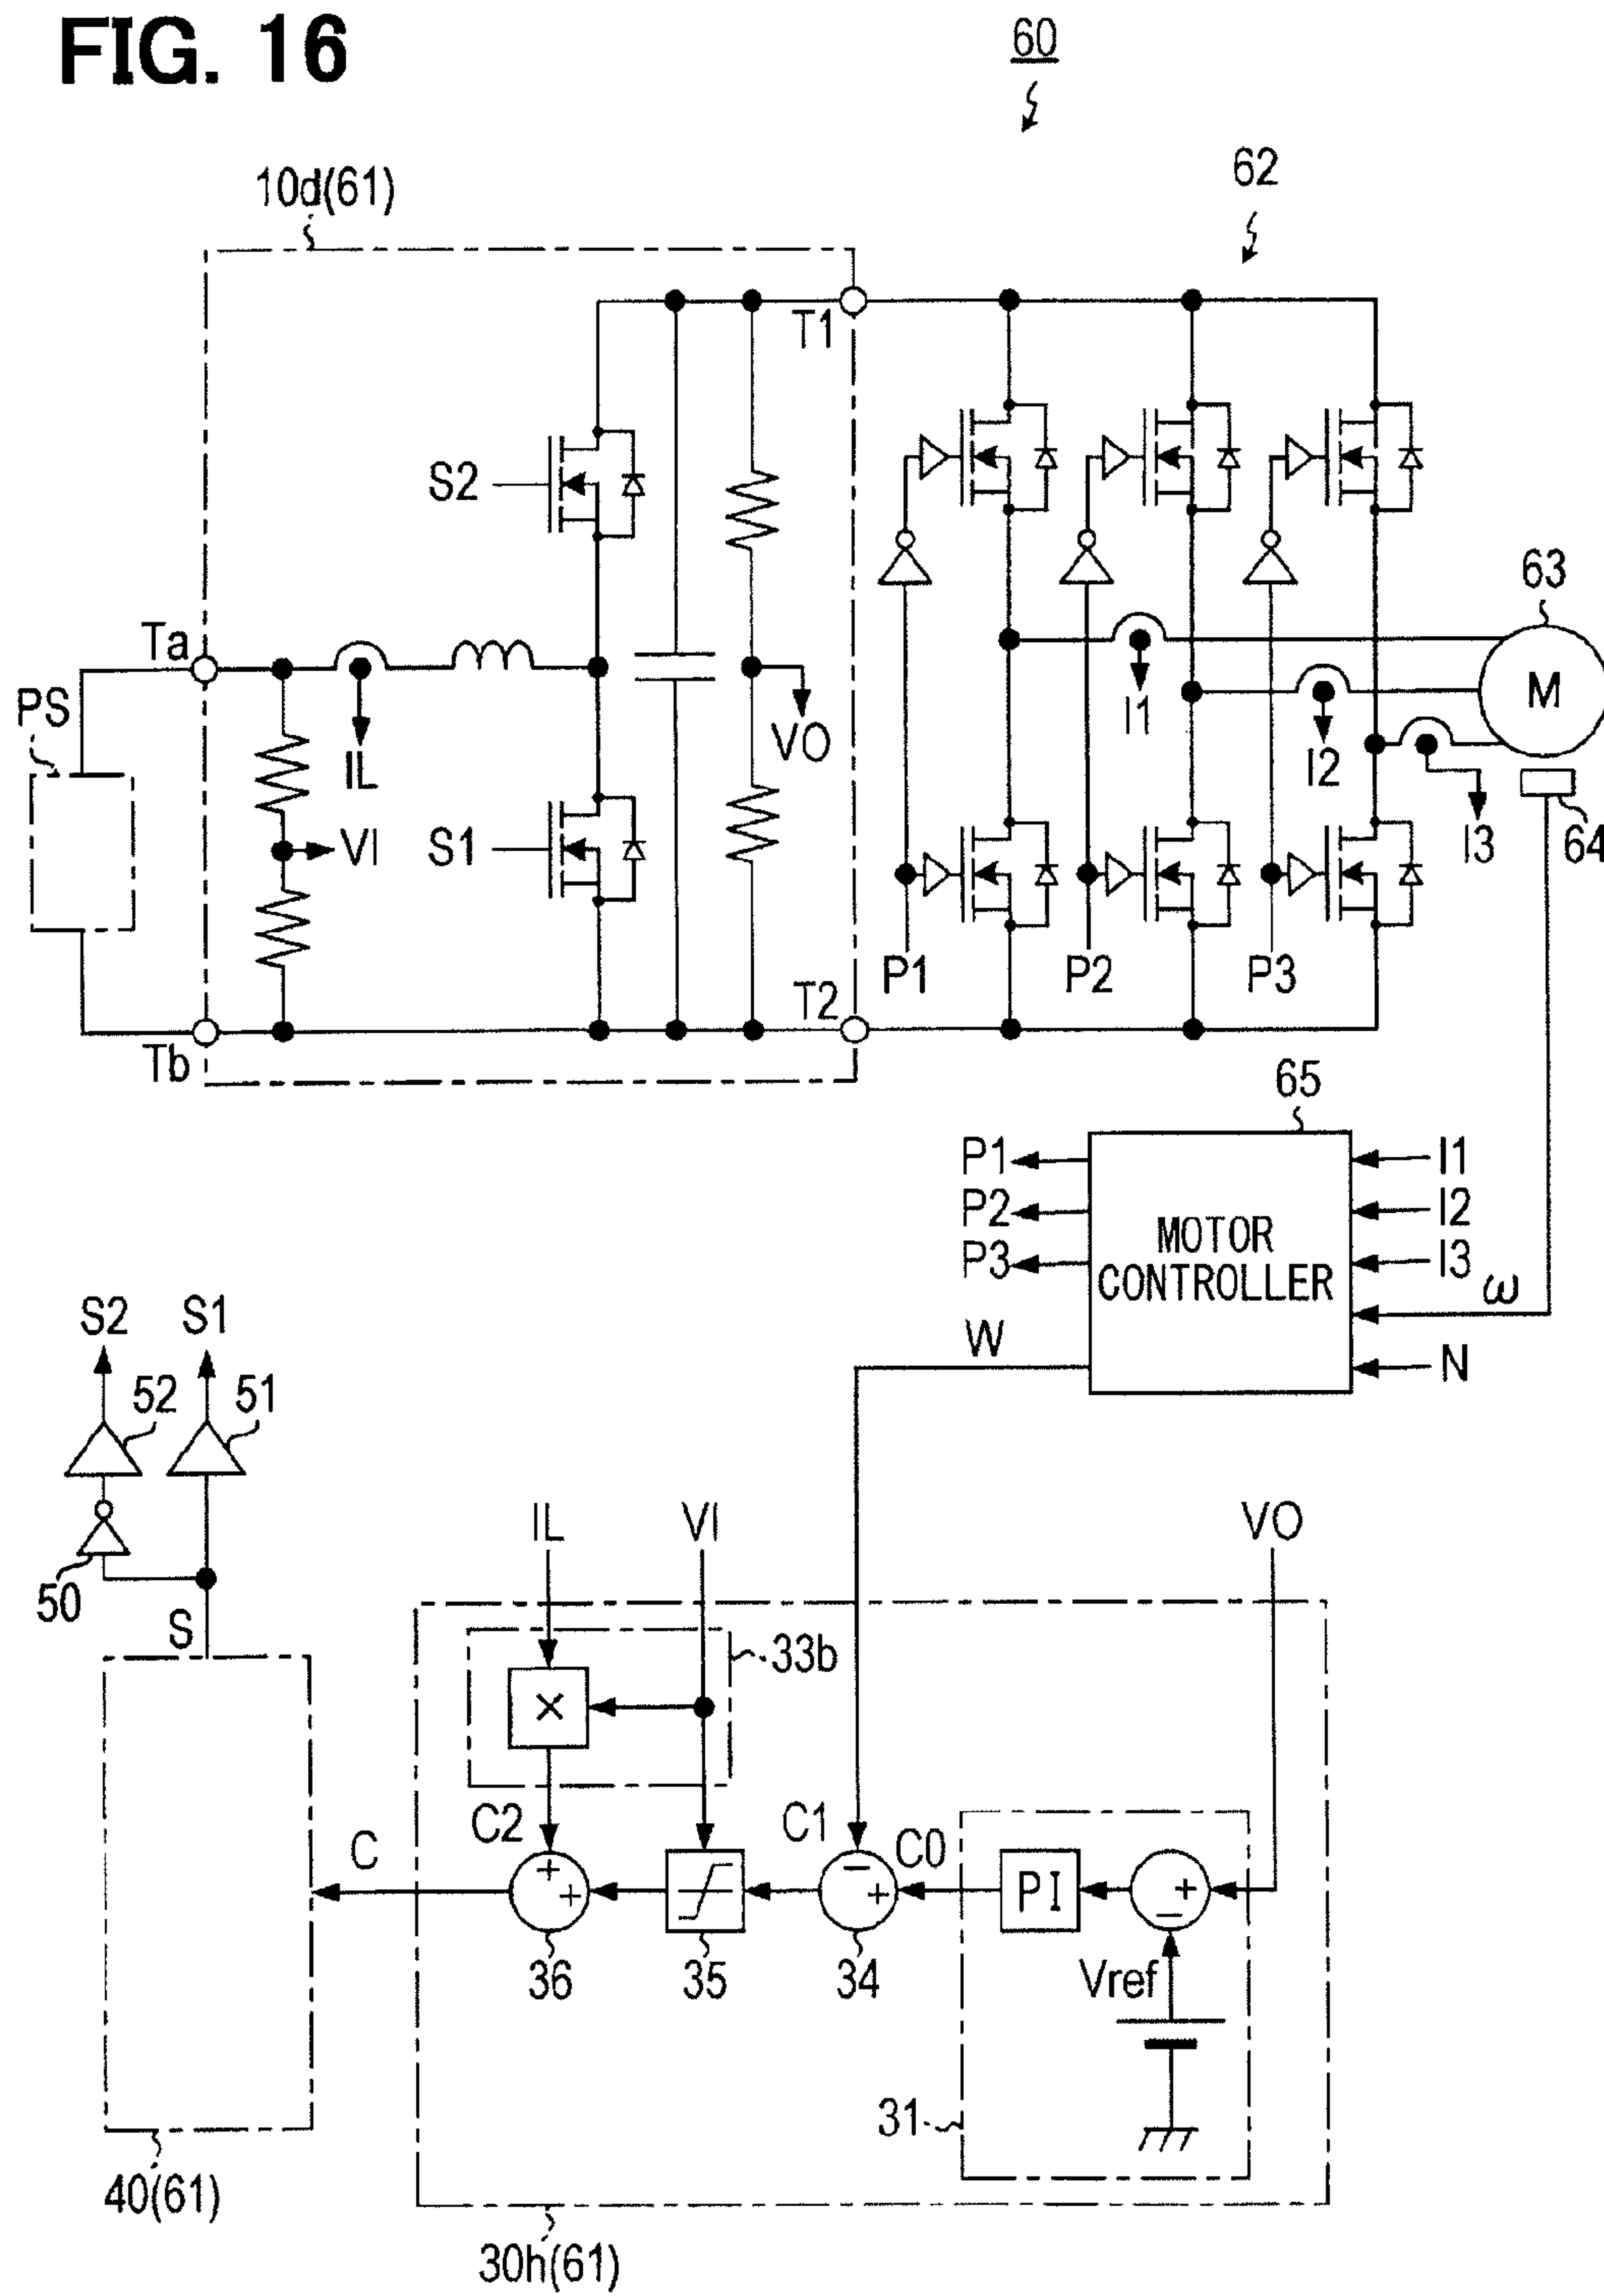 FIG. 16
60
62
10d(61)
T1
S2
63
Ta
PS
IL
VO
I1
M
I2
VI
S1
I3
64
P1
P2
P3
T2
Tb
65
P1
I1
P2
I2
P3
I3
MOTOR
CONTROLLER
ω
W
N
S2
S1
52
51
IL
VI
VO
50
S
33b
×
C2
C1
C0
C
+
+
−
+
PI
+
−
36
35
34
Vref
31
40(61)
30h(61)